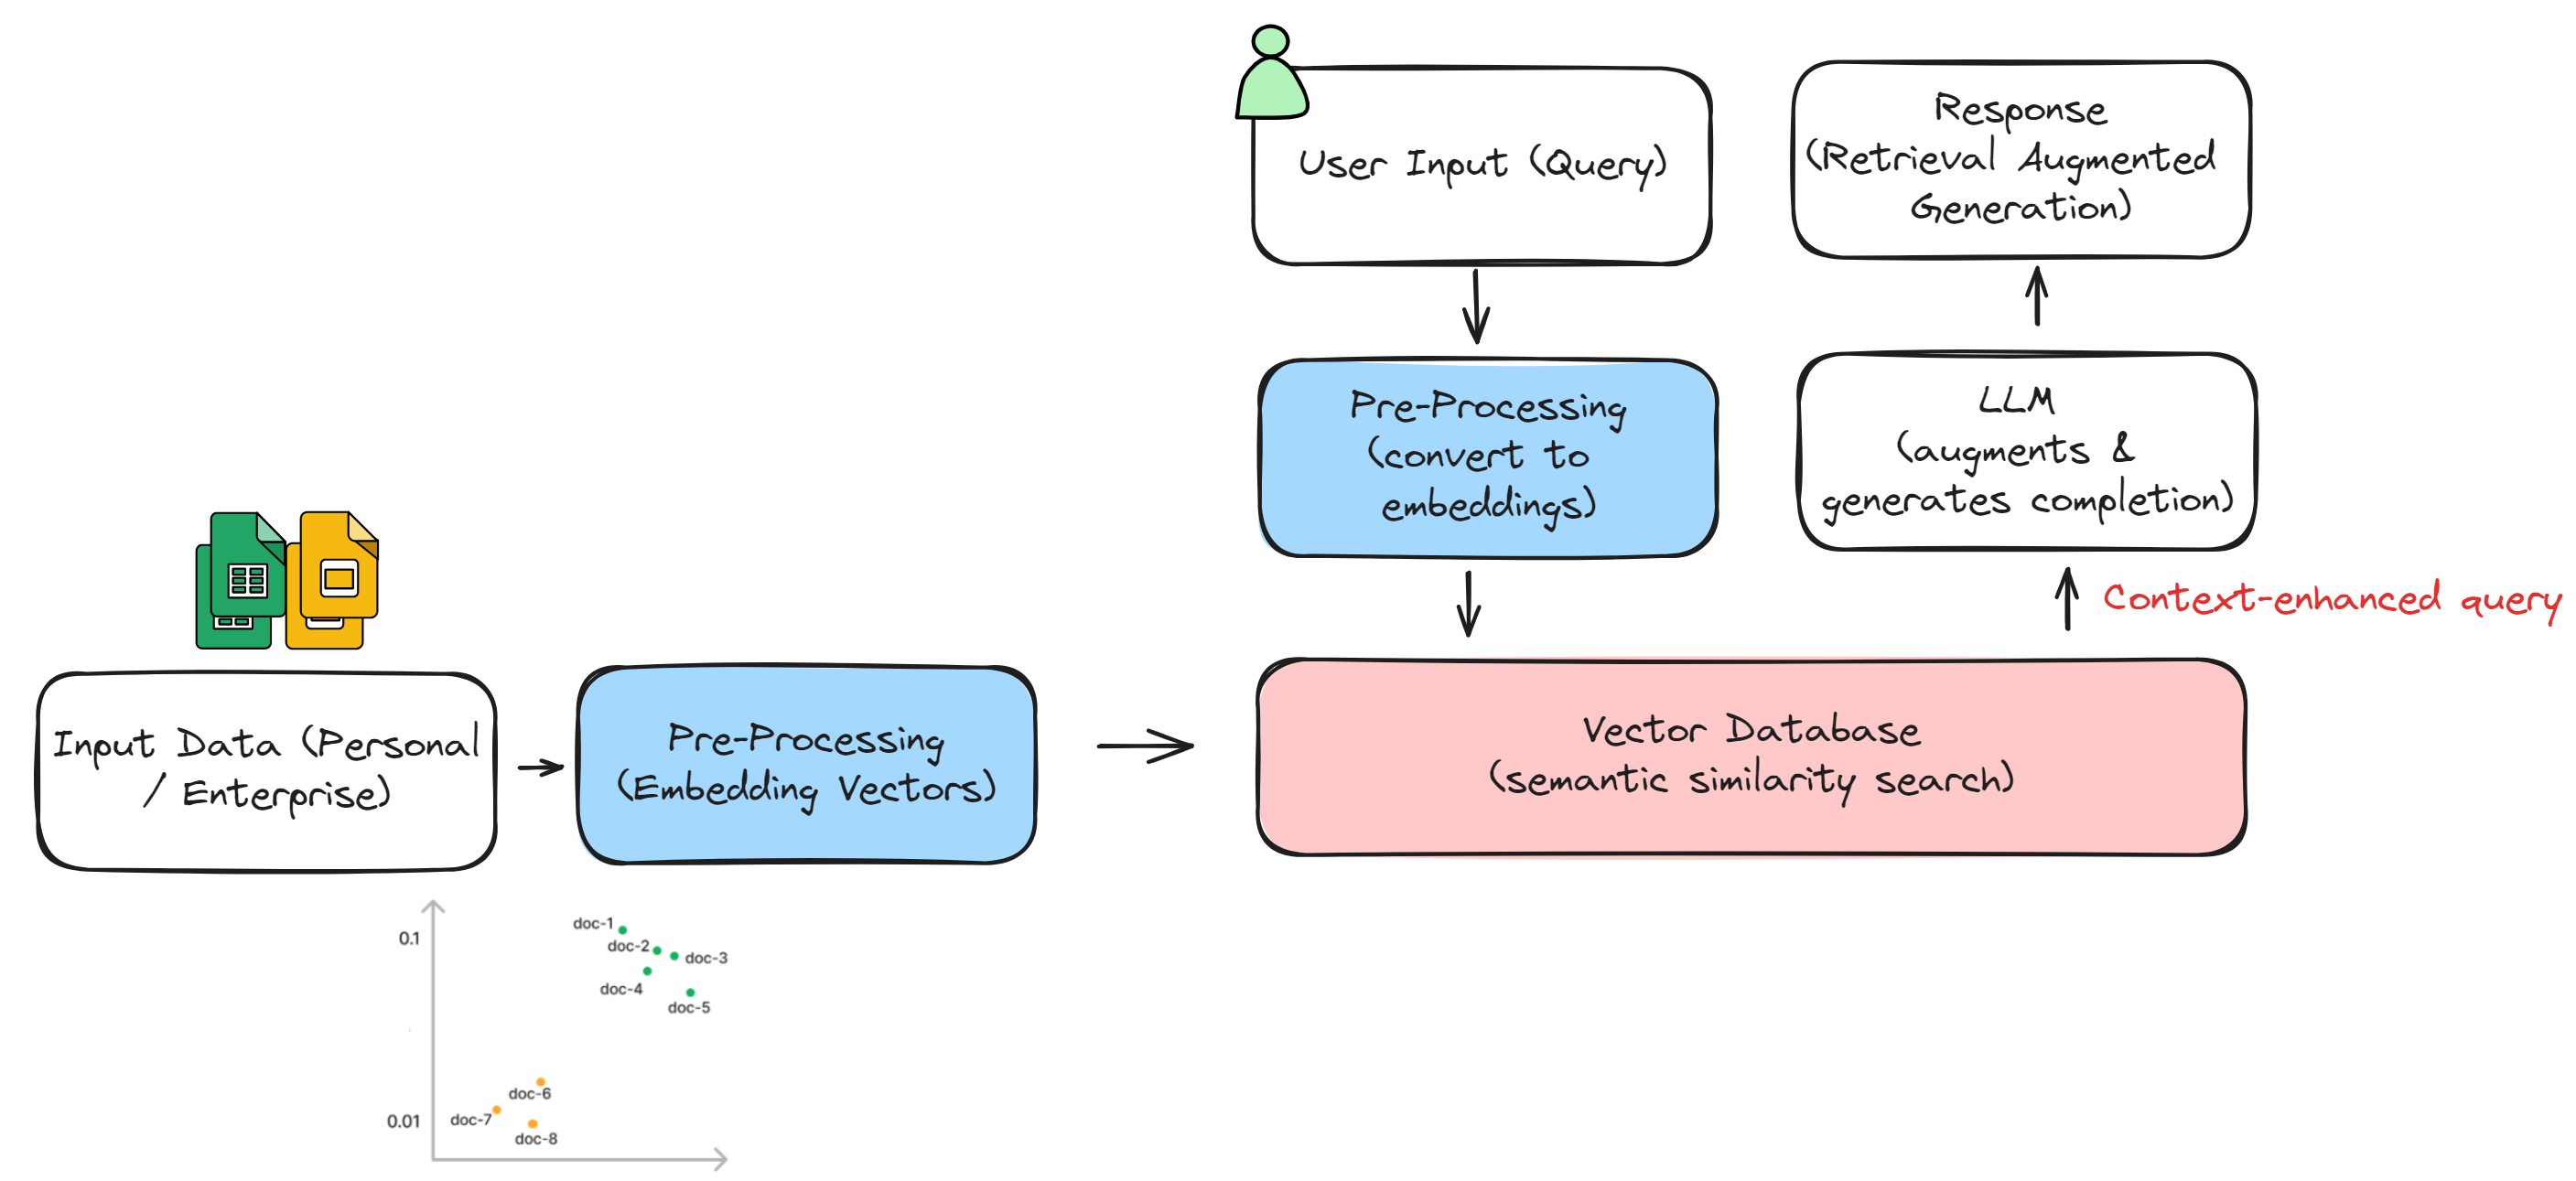 User Input (Query)
Response
(Retrieval Augmented
Generation)
Pre-Processing
(convert to
embeddings)
LLM
(augments &
generates completion)
Context-enhanced query
Input Data (Personal
/ Enterprise)
Pre-Processing
(Embedding Vectors)
Vector Database
(semantic similarity search)
0.1
doc-1
doc-2
doc-3
doc-4
doc-5
doc-6
0.01
doc-7
doc-8